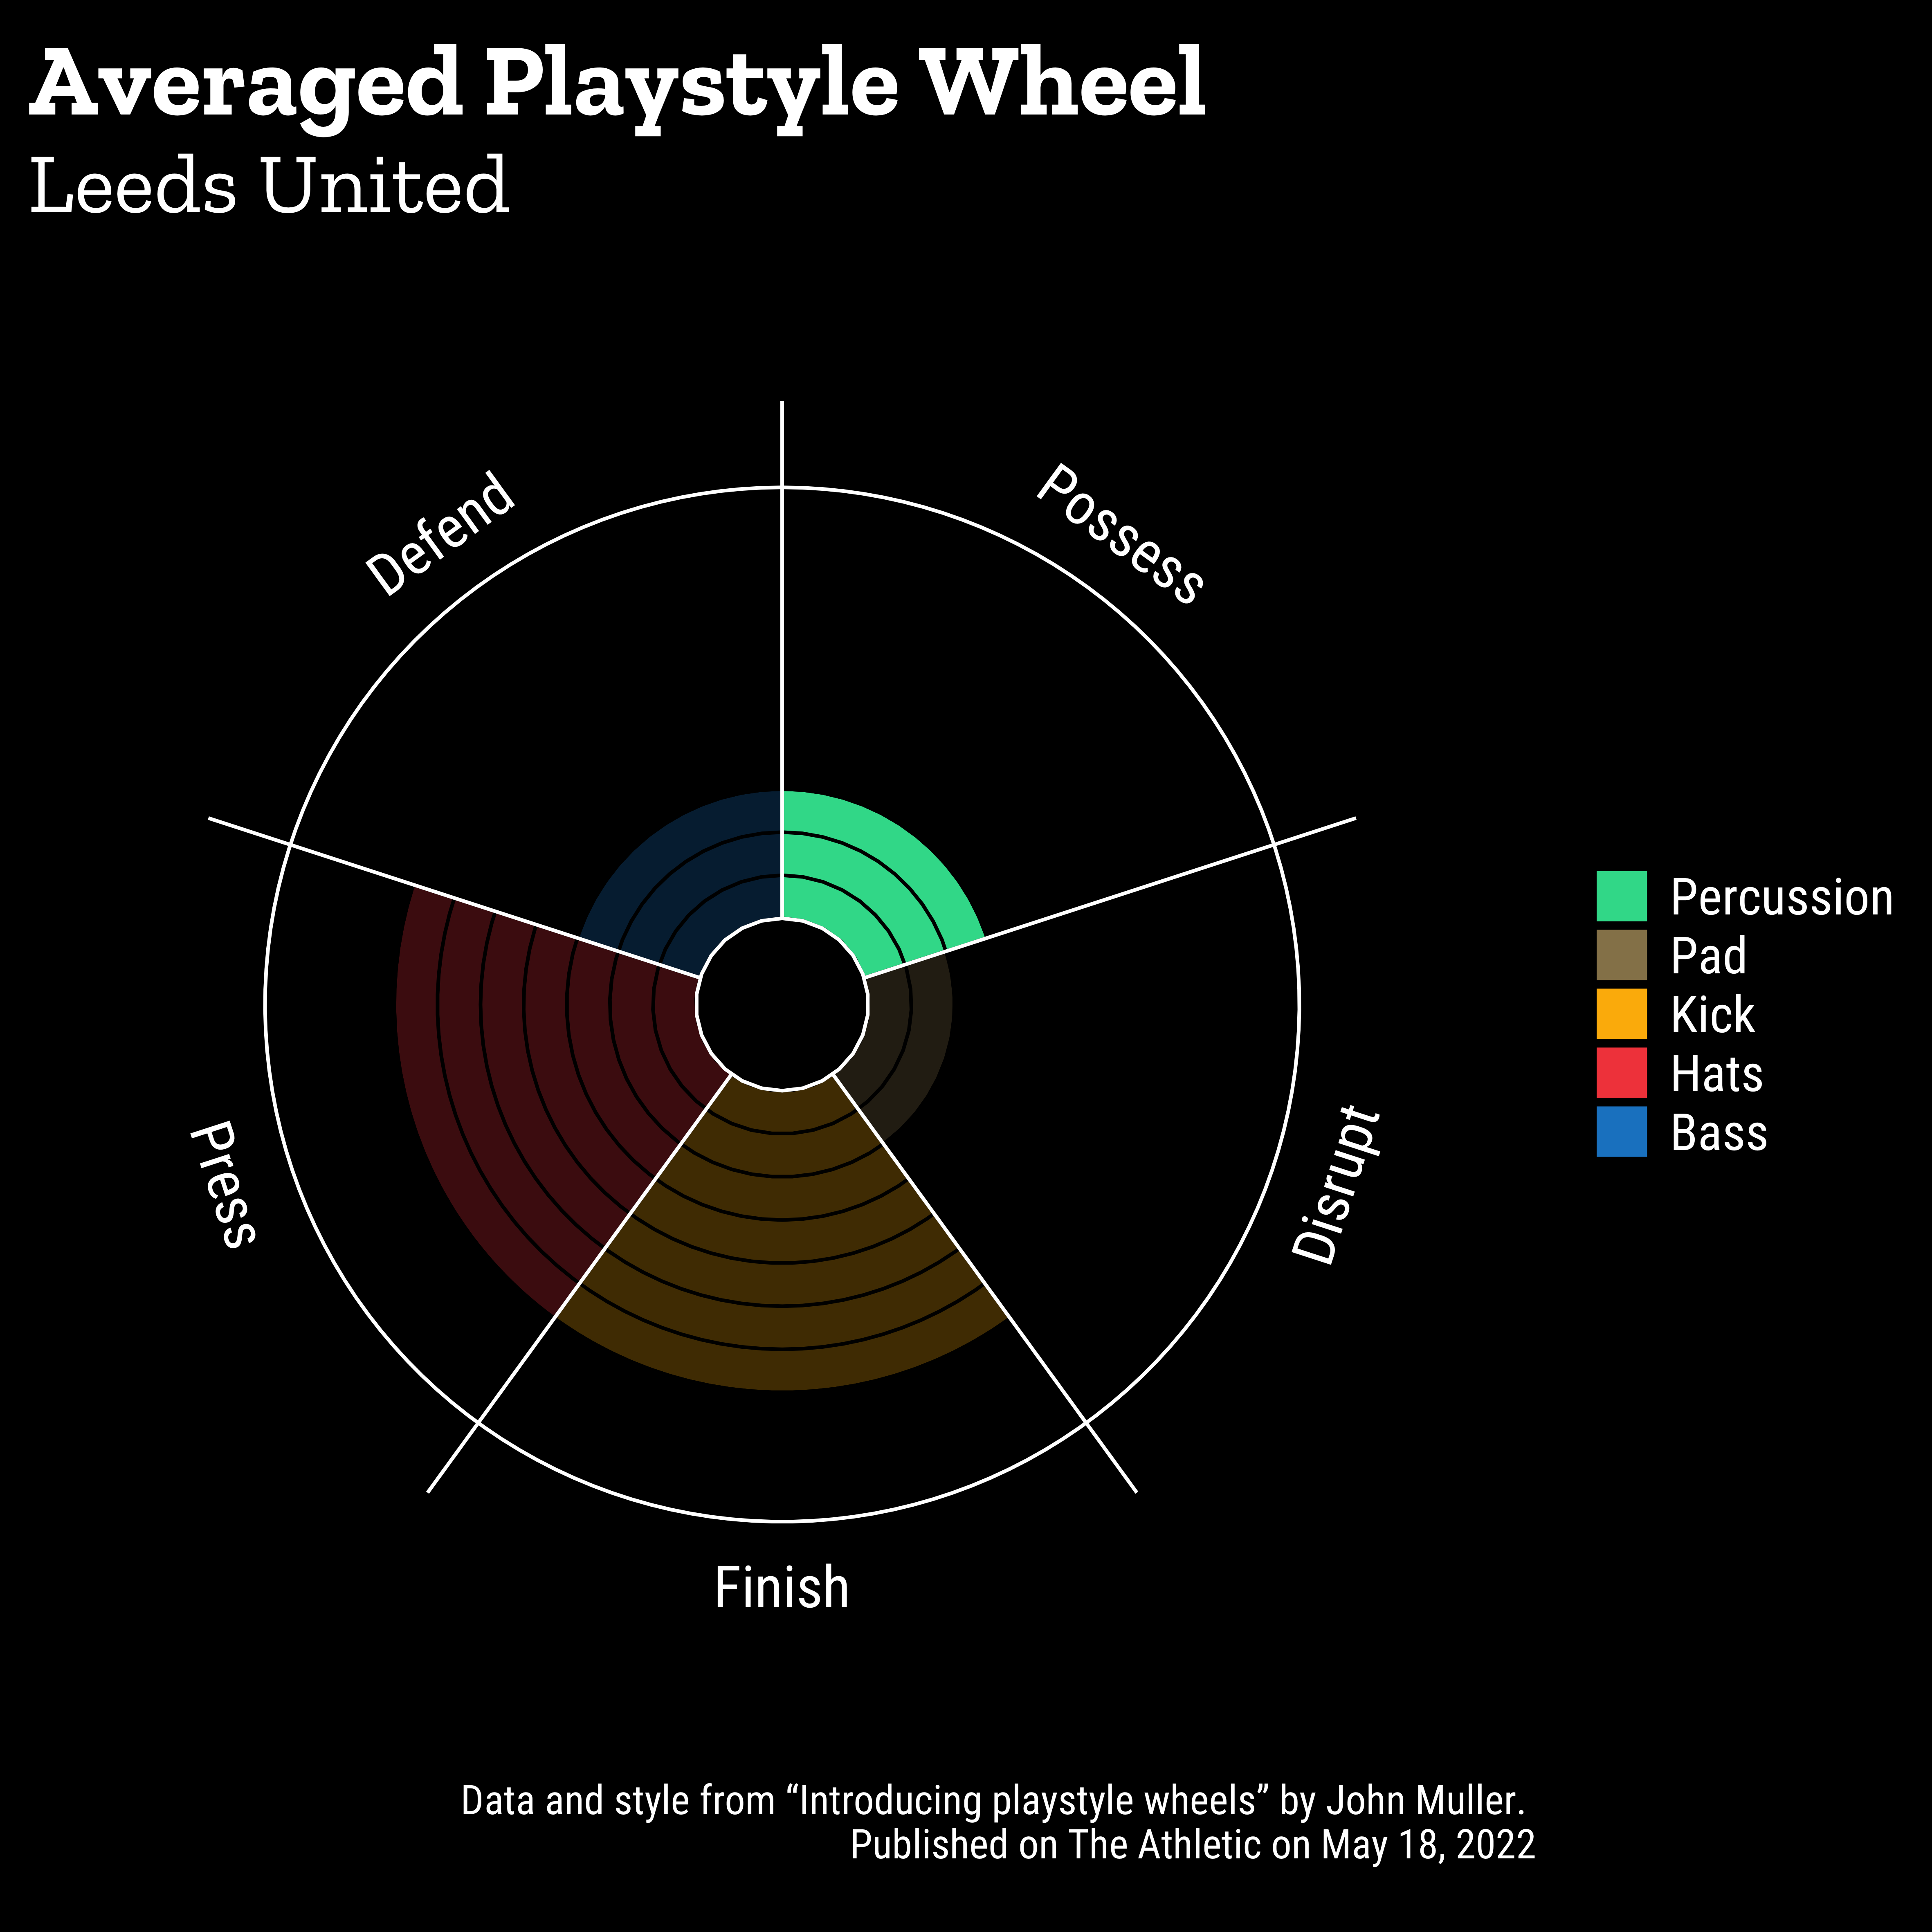 Averaged Playstyle Wheel
Leeds United
Defend
Possess
Percussion
Pad
Kick
Hats
Bass
Press
Disrupt
Finish
Data and style from “Introducing playstyle wheels” by John Muller.
Published on The Athletic on May 18, 2022